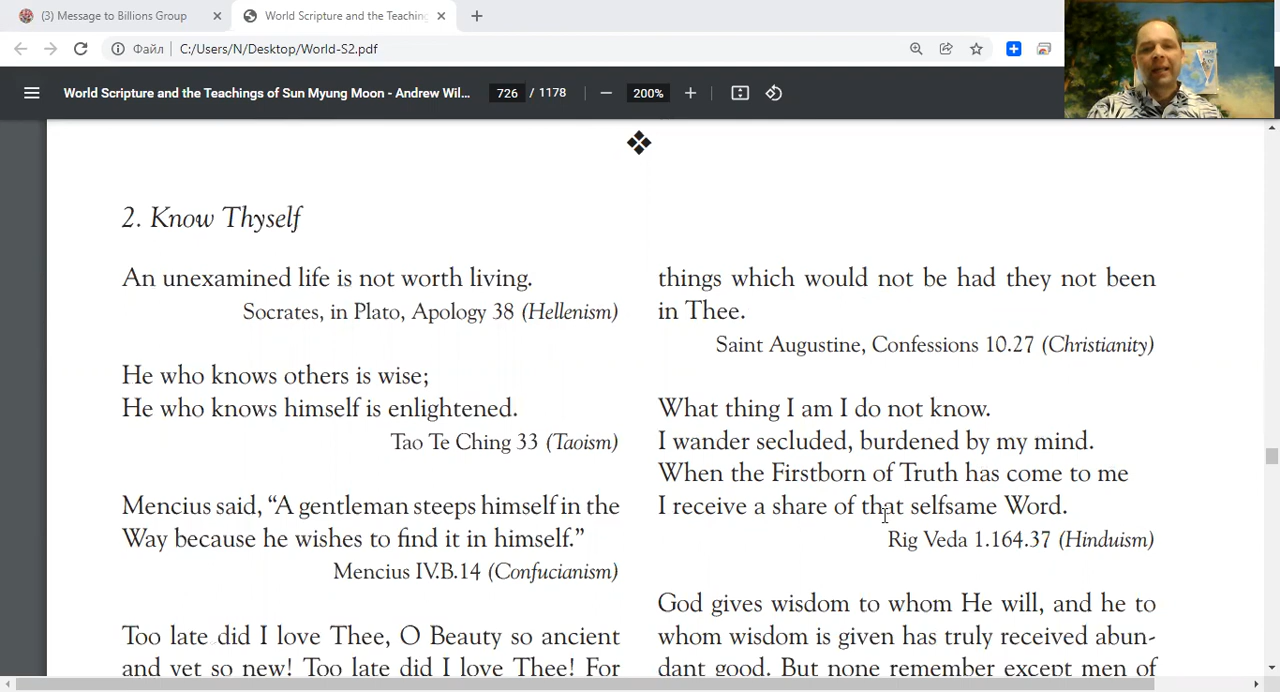 (3) Message to Billions Group
World Scripture and the Teaching
Файл
C:/Users/N/Desktop/World-S2.pdf
World Scripture and the Teachings of Sun Myung Moon - Andrew Wil...
726 / 1178
200%
2. Know Thyself
An unexamined life is not worth living.
Socrates, in Plato, Apology 38 (Hellenism)
He who knows others is wise;
He who knows himself is enlightened.
Tao Te Ching 33 (Taoism)
Mencius said, “A gentleman steeps himself in the
Way because he wishes to find it in himself.”
Mencius IV.B.14 (Confucianism)
Too late did I love Thee, O Beauty so ancient
and yet so new! Too late did I love Thee! For
things which would not be had they not been
in Thee.
Saint Augustine, Confessions 10.27 (Christianity)
What thing I am I do not know.
I wander secluded, burdened by my mind.
When the Firstborn of Truth has come to me
I receive a share of that selfsame Word.
Rig Veda 1.164.37 (Hinduism)
God gives wisdom to whom He will, and he to
whom wisdom is given has truly received abun-
dant good. But none remember except men of